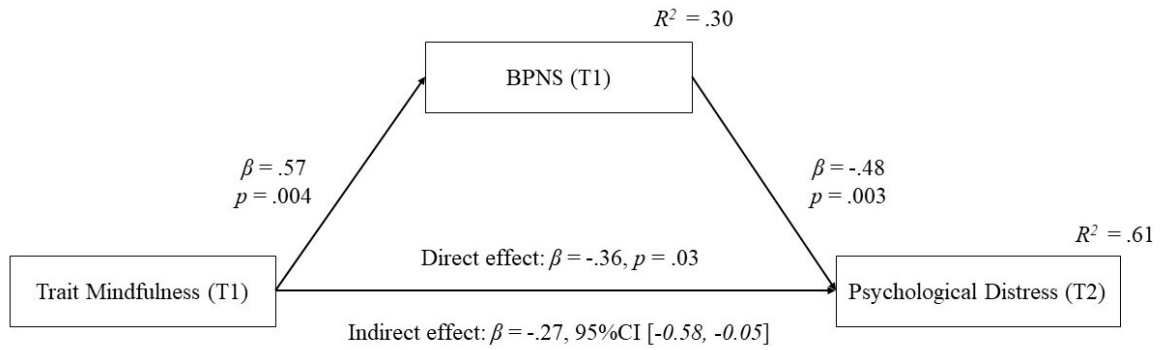 R² = .30
BPNS (T1)
β = .57
p = .004
β = -.48
p = .003
R² = .61
Direct effect: β = -.36, p = .03
Trait Mindfulness (T1)
Psychological Distress (T2)
Indirect effect: β = -.27, 95%CI [-0.58, -0.05]